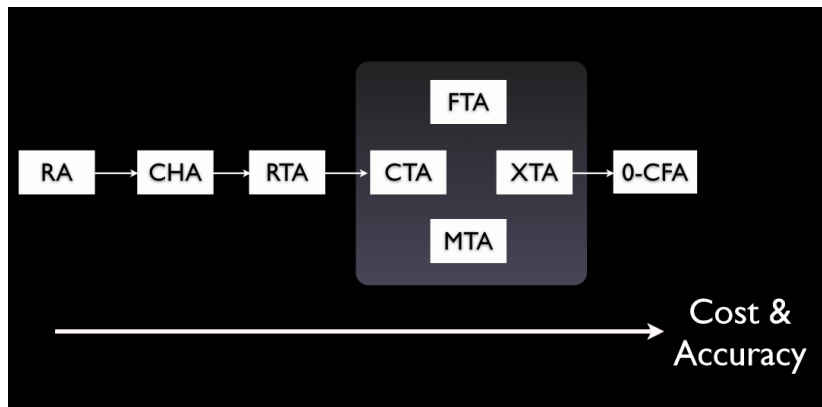 FTA
RA
CHA
RTA
CTA
XTA
0-CFA
MTA
Cost &
Accuracy